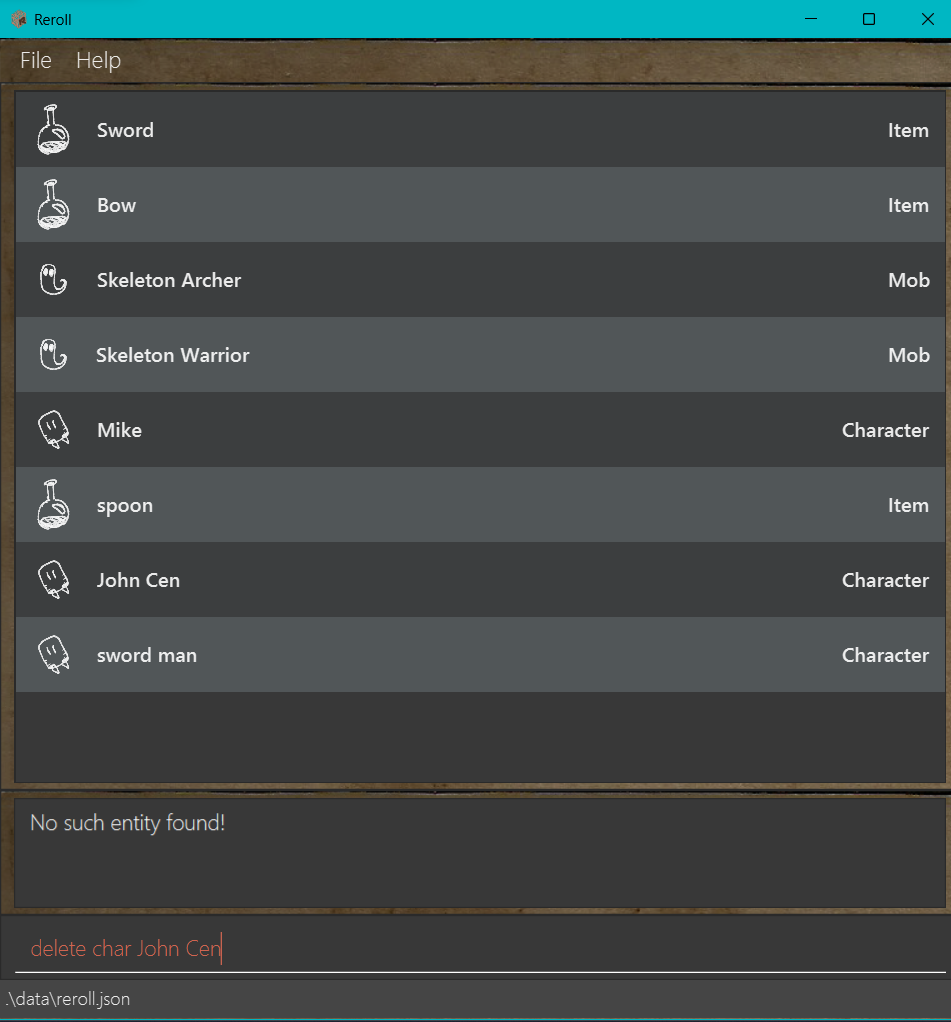 Reroll
File Help
Sword Item
Bow Item
Skeleton Archer Mob
Skeleton Warrior Mob
Mike Character
spoon Item
John Cen Character
sword man Character
No such entity found!
delete char John Cen
.\data\reroll.json